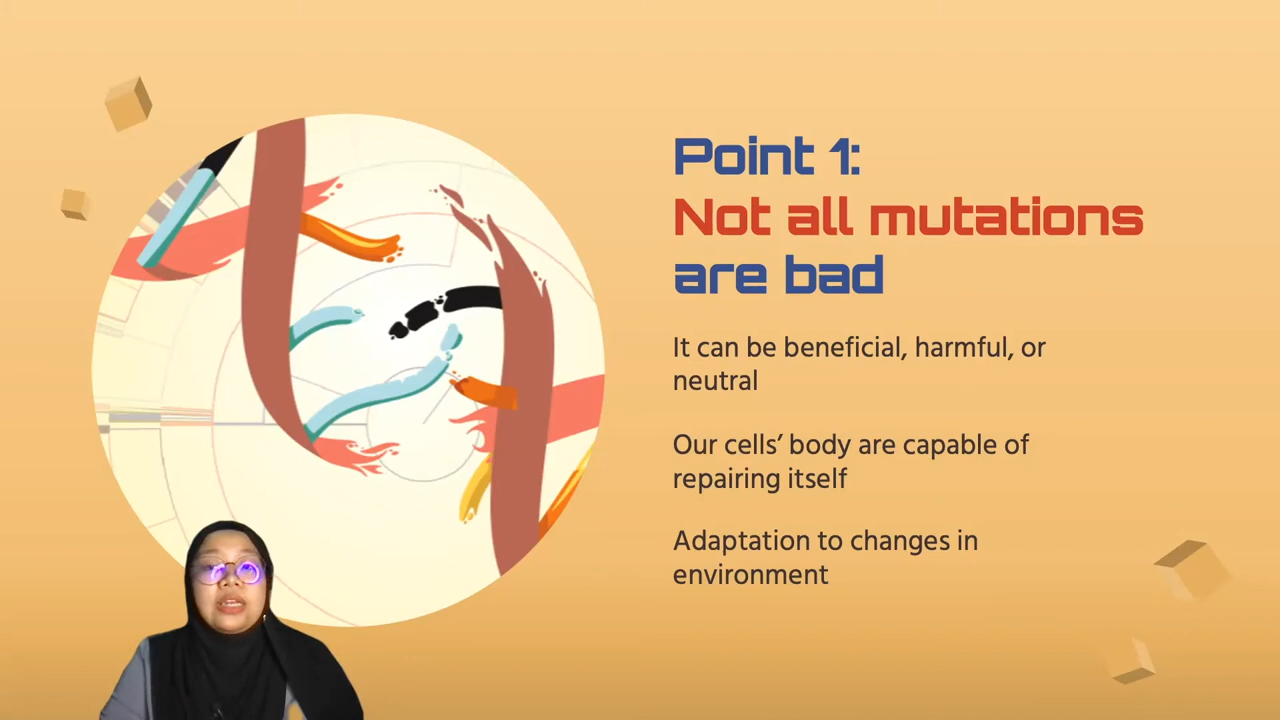 Point 1:
Not all mutations
are bad
It can be beneficial, harmful, or
neutral
Our cells’ body are capable of
repairing itself
Adaptation to changes in
environment